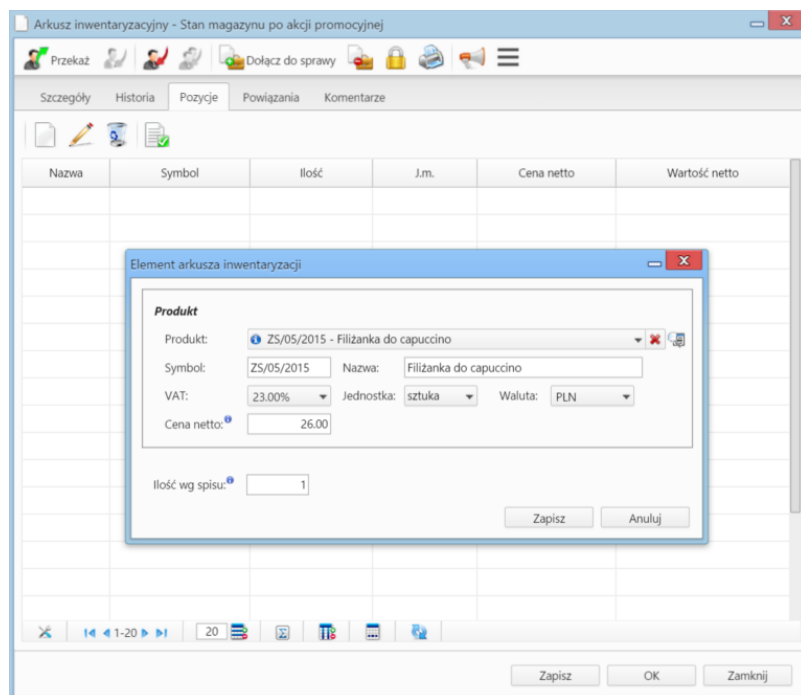 Arkusz inwentaryzacyjny - Stan magazynu po akcji promocyjnej
Przekaż Dołącz do sprawy
Szczegóły Historia Pozycje Powiązania Komentarze
Nazwa Symbol Ilość J.m. Cena netto Wartość netto
Element arkusza inwentaryzacji
Produkt
Produkt: ZS/05/2015 - Filiżanka do capuccino
Symbol: ZS/05/2015 Nazwa: Filiżanka do capuccino
VAT: 23.00% Jednostka: sztuka Waluta: PLN
Cena netto: 26.00
Ilość wg spisu: 1
Zapisz Anuluj
1-20 20
Zapisz OK Zamknij